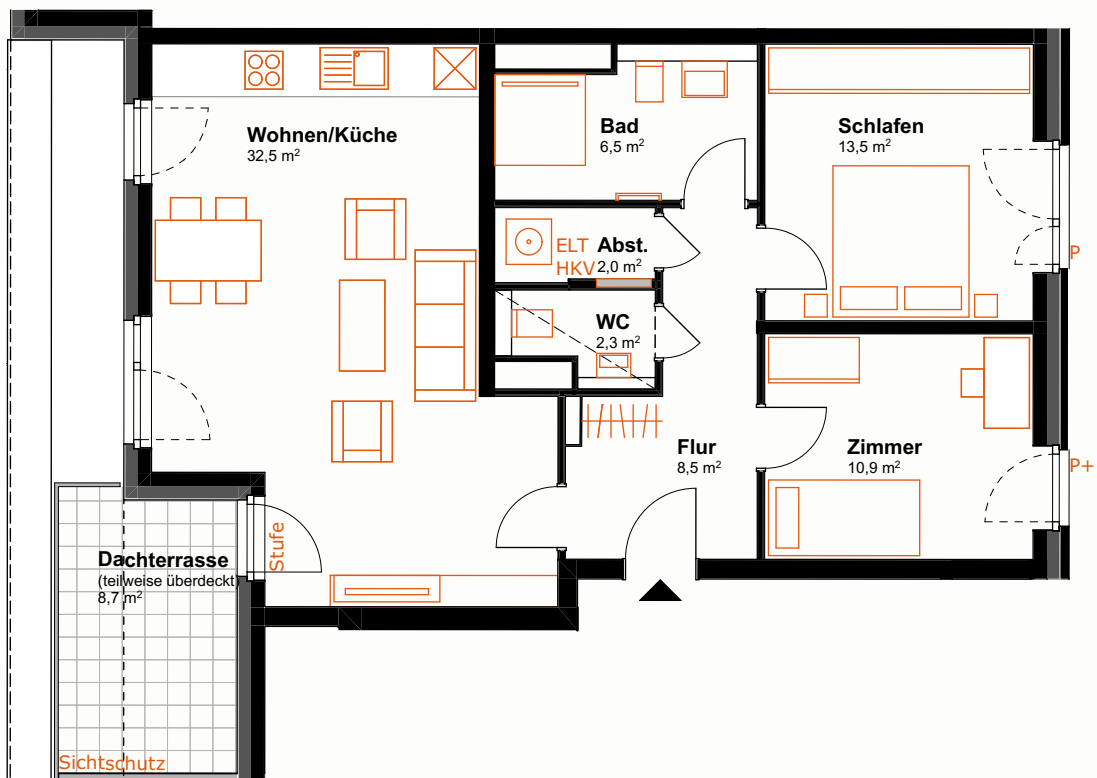 Wohnen/Küche
32,5 m²
Bad
6,5 m²
Schlafen
13,5 m²
ELT
HKV
Abst.
2,0 m²
P
WC
2,3 m²
Flur
8,5 m²
Zimmer
10,9 m²
P+
Stufe
Dachterrasse
(teilweise überdeckt)
8,7 m²
Sichtschutz